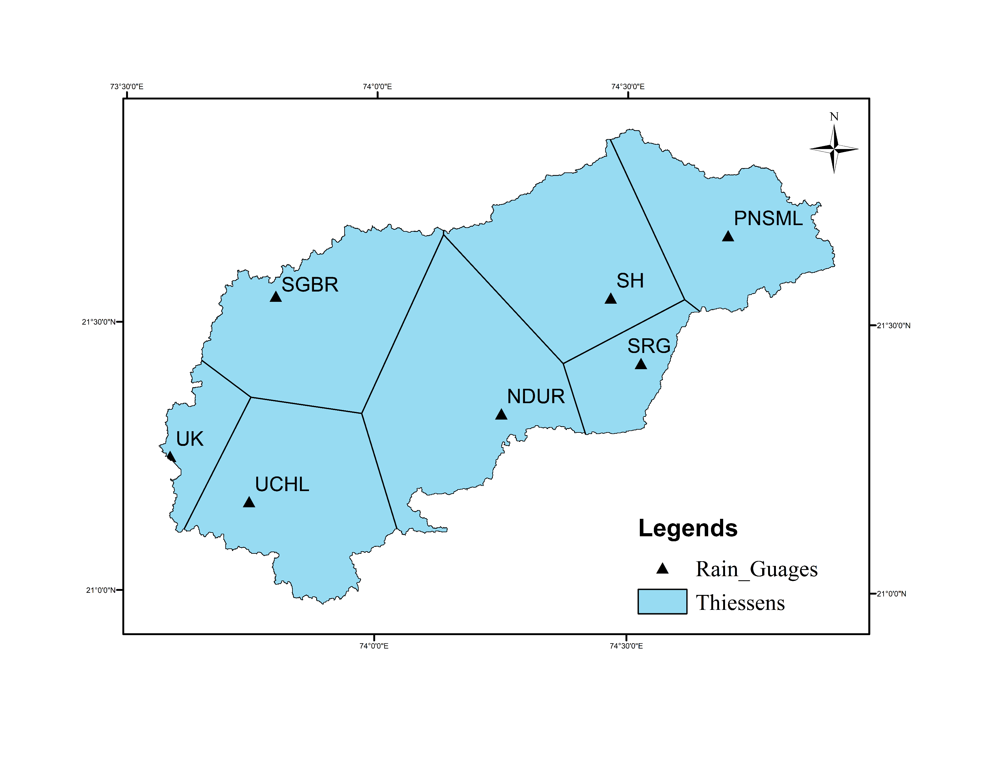 73°30'0"E 74°0'0"E 74°30'0"E
N
PNSML
SH
SGBR
21°30'0"N 21°30'0"N
SRG
NDUR
UK
UCHL
Legends
Rain_Guages
21°0'0"N 21°0'0"N
Thiessens
74°0'0"E 74°30'0"E